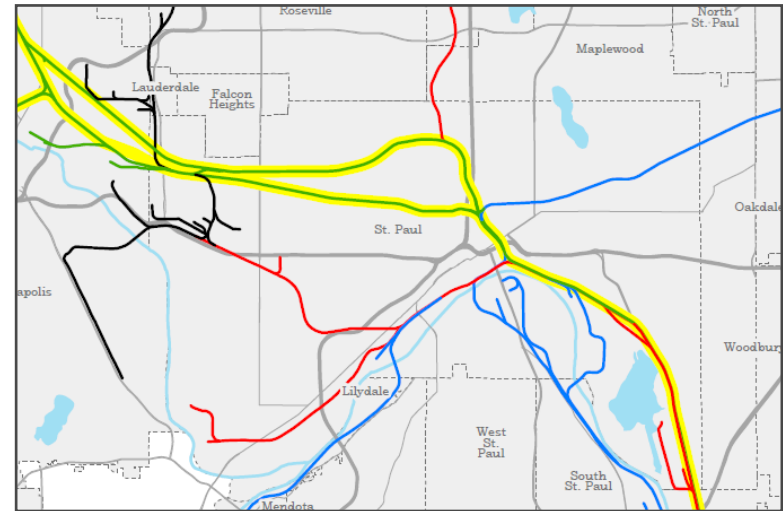 Roseville
North
St. Paul
Maplewood
Lauderdale
Falcon
Heights
St. Paul
Oakdale
apolis
Woodbury
Lilydale
West
St.
Paul
South
St. Paul
Mendota